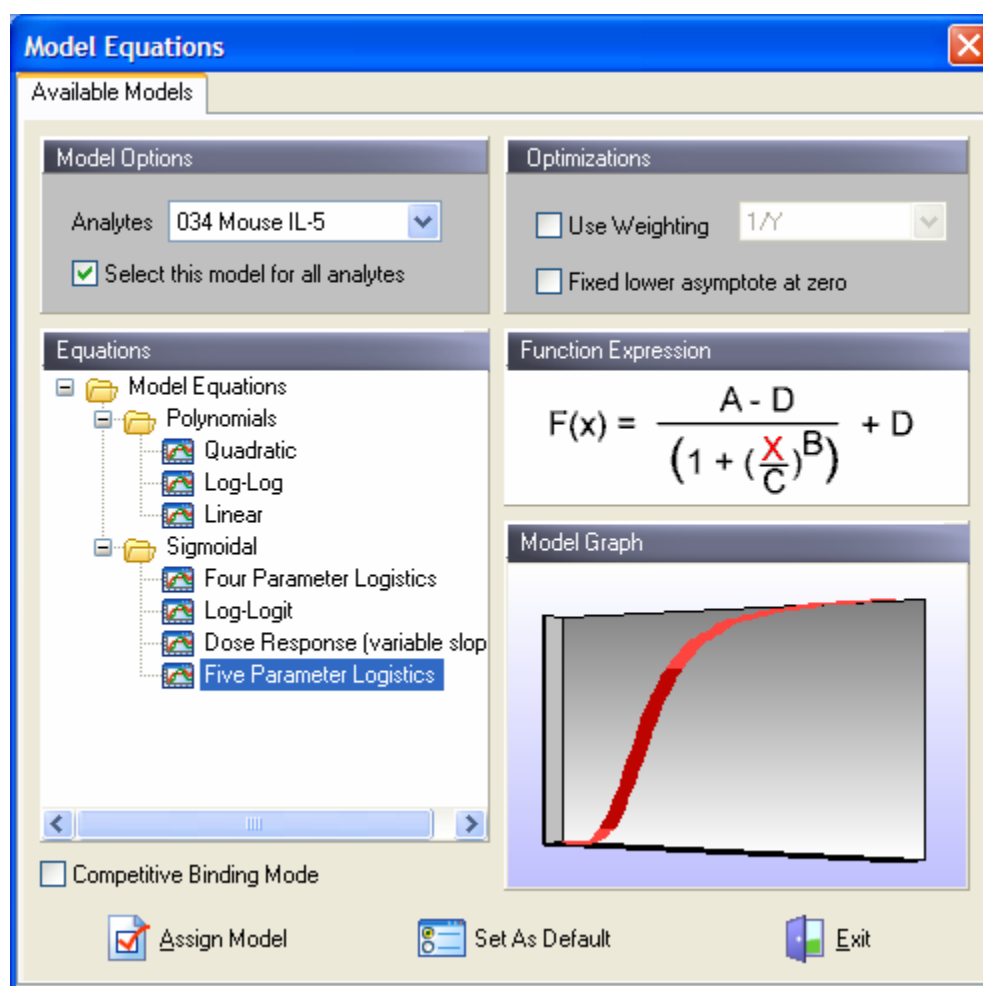 Model Equations
Available Models
Model Options
Analytes 034 Mouse IL-5
Select this model for all analytes
Optimizations
Use Weighting 1/Y
Fixed lower asymptote at zero
Equations
Model Equations
Polynomials
Quadratic
Log-Log
Linear
Sigmoidal
Four Parameter Logistics
Log-Logit
Dose Response (variable slop
Five Parameter Logistics
Function Expression
F(x) = (A - D) / (1 + (X/C)^B) + D
Model Graph
Competitive Binding Mode
Assign Model
Set As Default
Exit